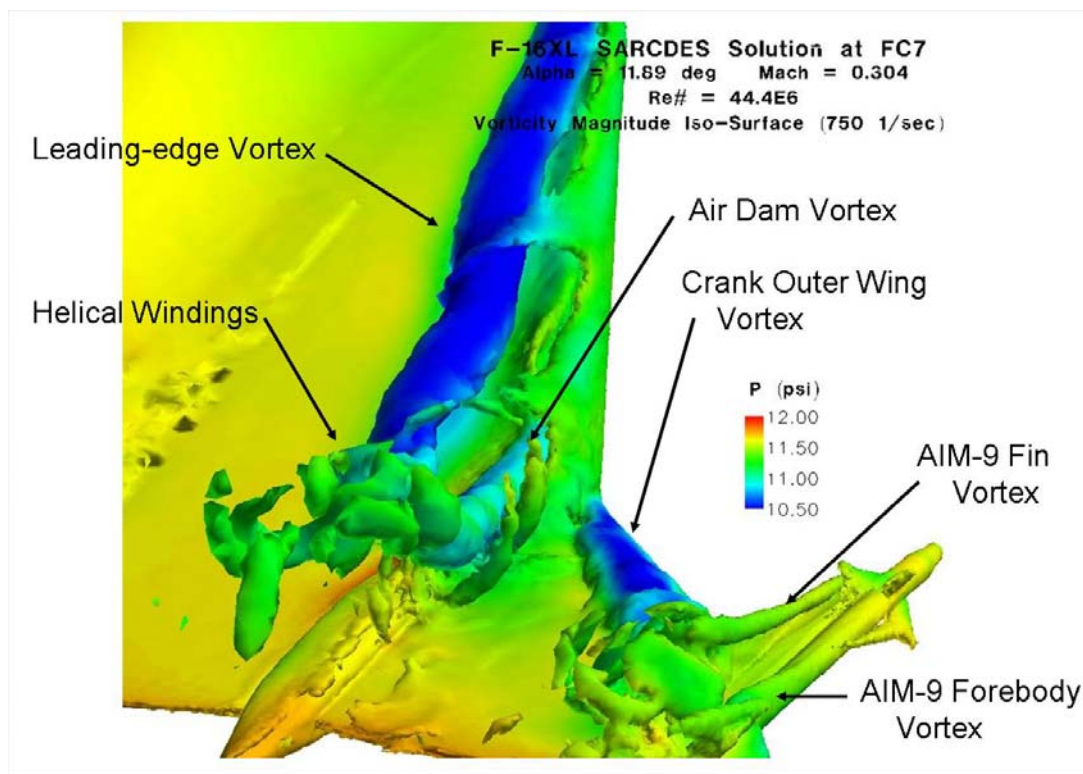 F-16XL SARCDES Solution at FC7
Alpha = 11.89 deg Mach = 0.304
Re# = 44.4E6
Vorticity Magnitude Iso-Surface (750 1/sec)
Leading-edge Vortex
Air Dam Vortex
Crank Outer Wing
Vortex
Helical Windings
P (psi)
12.00
11.50
11.00
10.50
AIM-9 Fin
Vortex
AIM-9 Forebody
Vortex